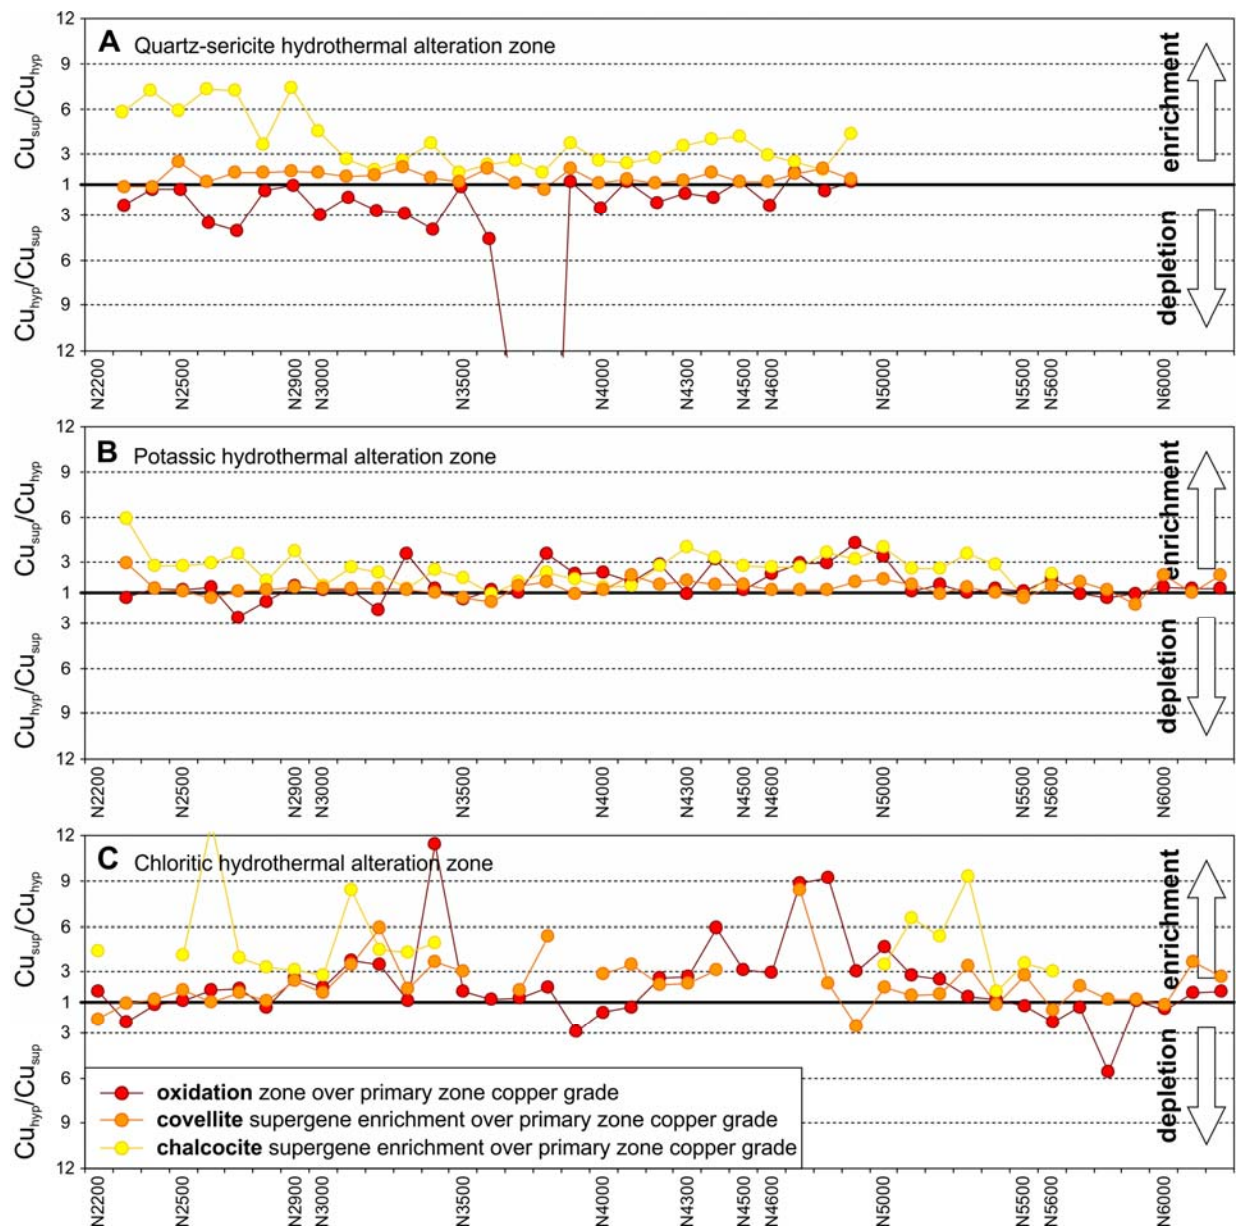 12
A Quartz-sericite hydrothermal alteration zone
9
6
3
1
3
6
9
12
Cusup/Cuhyp
Cuhyp/Cusup
enrichment
depletion
N2200 N2500 N2900 N3000 N3500 N4000 N4300 N4500 N4600 N5000 N5500 N5600 N6000
12
B Potassic hydrothermal alteration zone
9
6
3
1
3
6
9
12
Cusup/Cuhyp
Cuhyp/Cusup
enrichment
depletion
N2200 N2500 N2900 N3000 N3500 N4000 N4300 N4500 N4600 N5000 N5500 N5600 N6000
12
C Chloritic hydrothermal alteration zone
9
6
3
1
3
6
9
12
Cusup/Cuhyp
Cuhyp/Cusup
enrichment
depletion
oxidation zone over primary zone copper grade
covellite supergene enrichment over primary zone copper grade
chalcocite supergene enrichment over primary zone copper grade
N2200 N2500 N2900 N3000 N3500 N4000 N4300 N4500 N4600 N5000 N5500 N5600 N6000